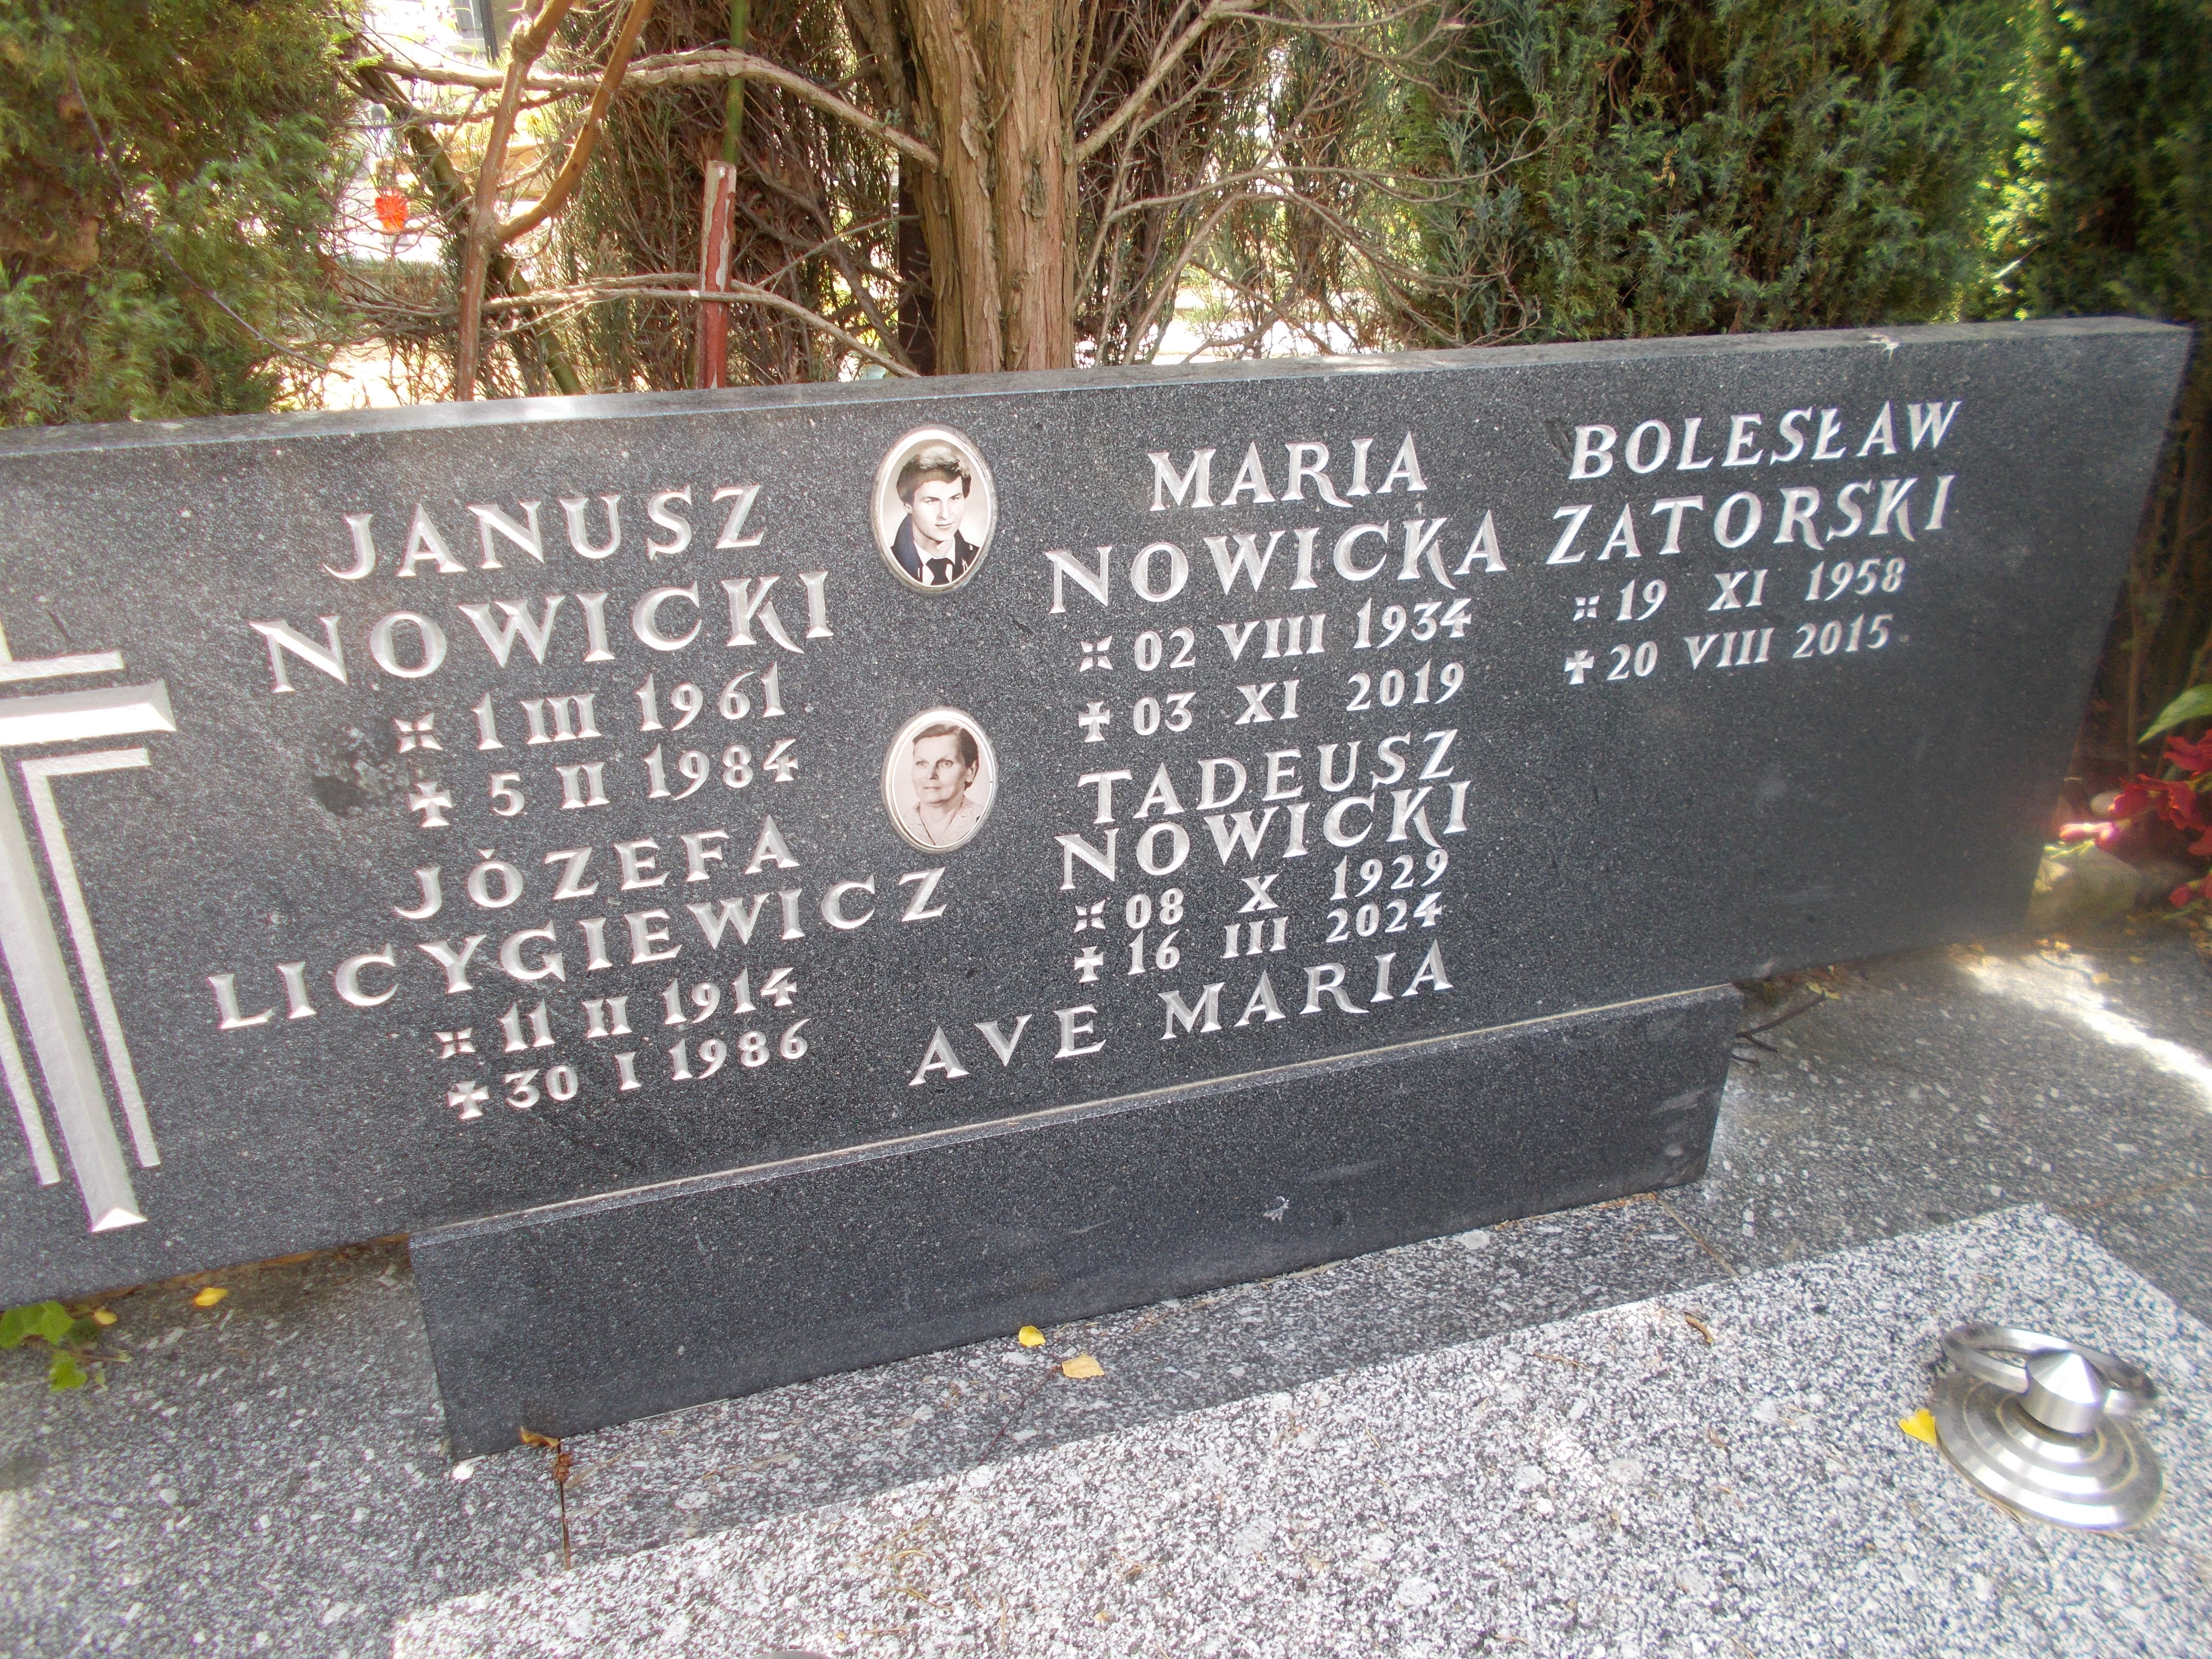 JANUSZ
NOWICKI
1 III 1961
5 II 1984
JÓZEFA
LICYGIEWICZ
11 II 1914
30 I 1986
MARIA
NOWICKA
02 VIII 1934
03 XI 2019
TADEUSZ
NOWICKI
08 X 1929
16 III 2024
AVE MARIA
BOLESŁAW
ZATORSKI
19 XI 1958
20 VIII 2015